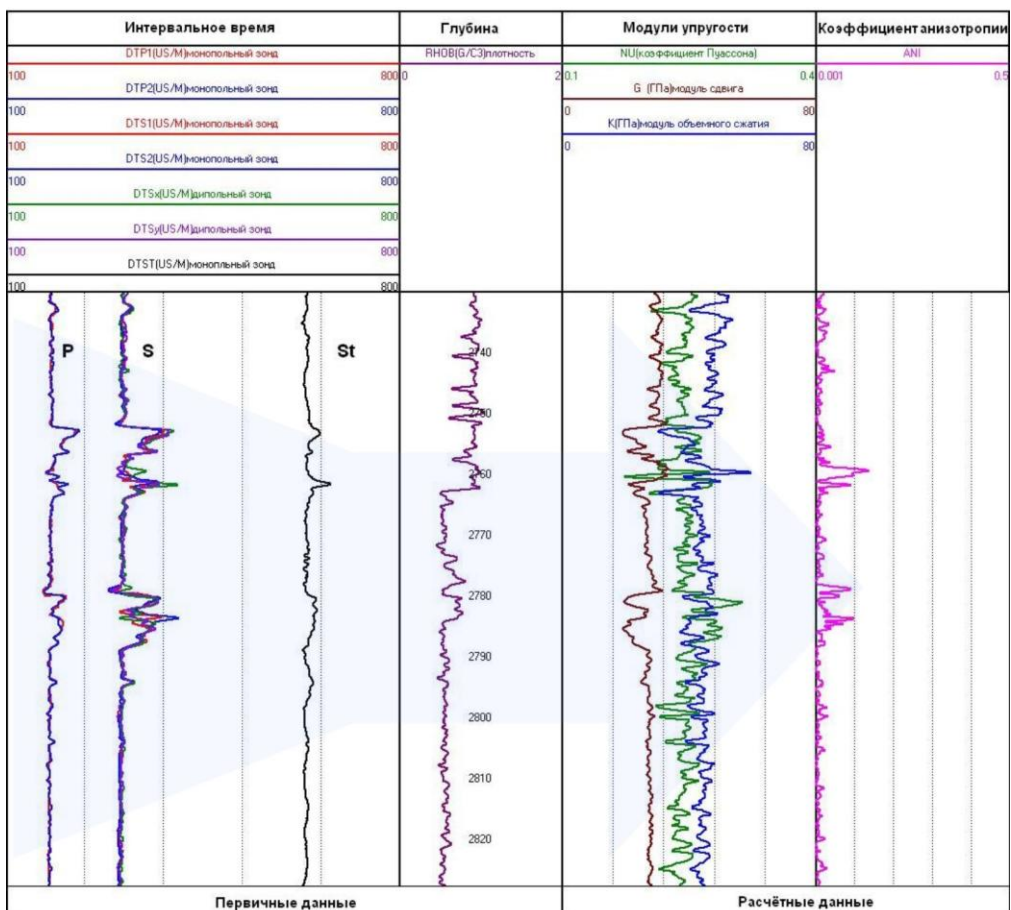 Интервальное время
Глубина
Модули упругости
Коэффициентанизотропии
DTP1(US/M)монопольный зонд
RHOB(G/C3)плотность
NU(коэффициент Пуассона)
ANI
100 800
0 2
0.1 0.4
0.001 0.5
DTP2(US/M)монопольный зонд
G (ГПа)модуль сдвига
100 800
0 80
DTS1(US/M)монопольный зонд
K(ГПа)модуль объемного сжатия
100 800
0 80
DTS2(US/M)монопольный зонд
100 800
DTSx(US/M)дипольный зонд
100 800
DTSy(US/M)дипольный зонд
100 800
DTST(US/M)монопльный зонд
100 800
P S St
2740
2750
2760
2770
2780
2790
2800
2810
2820
Первичные данные
Расчётные данные